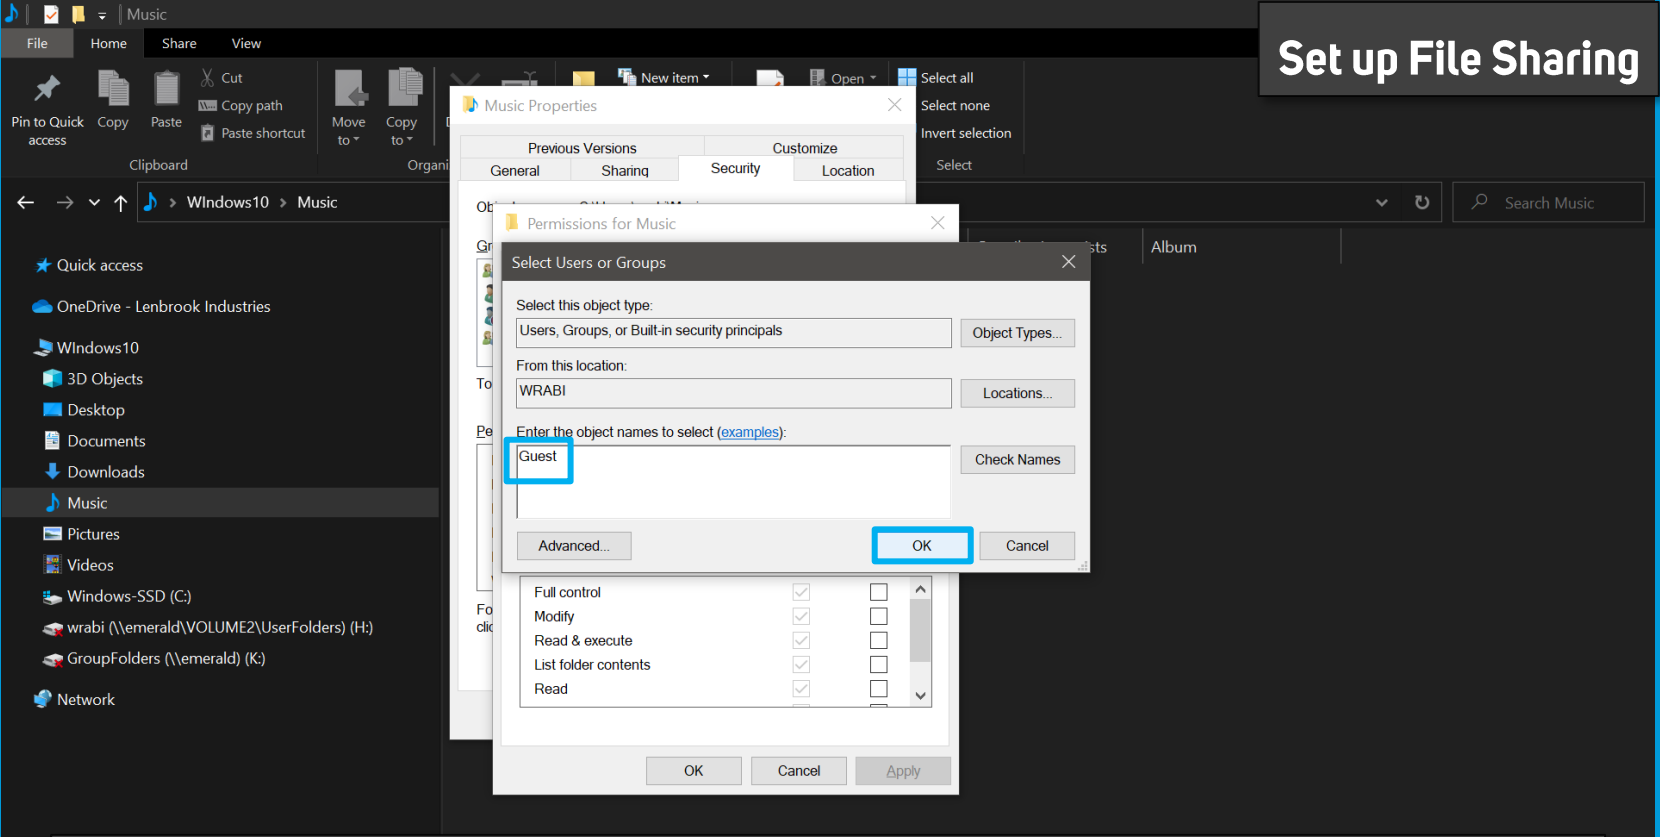 Music
Set up File Sharing
File
Home
Share
View
Pin to Quick access
Copy
Paste
Cut
Copy path
Paste shortcut
Clipboard
Move to
Copy to
Organi
New item
Open
Select all
Select none
Invert selection
Select
WIndows10
Music
Search Music
Quick access
OneDrive - Lenbrook Industries
WIndows10
3D Objects
Desktop
Documents
Downloads
Music
Pictures
Videos
Windows-SSD (C:)
wrabi (\\emerald\VOLUME2\UserFolders) (H:)
GroupFolders (\\emerald) (K:)
Network
Album
Music Properties
Previous Versions
Customize
General
Sharing
Security
Location
Permissions for Music
Select Users or Groups
Select this object type:
Users, Groups, or Built-in security principals
Object Types...
From this location:
WRABI
Locations...
Enter the object names to select (examples):
Guest
Check Names
Advanced...
OK
Cancel
Full control
Modify
Read & execute
List folder contents
Read
OK
Cancel
Apply